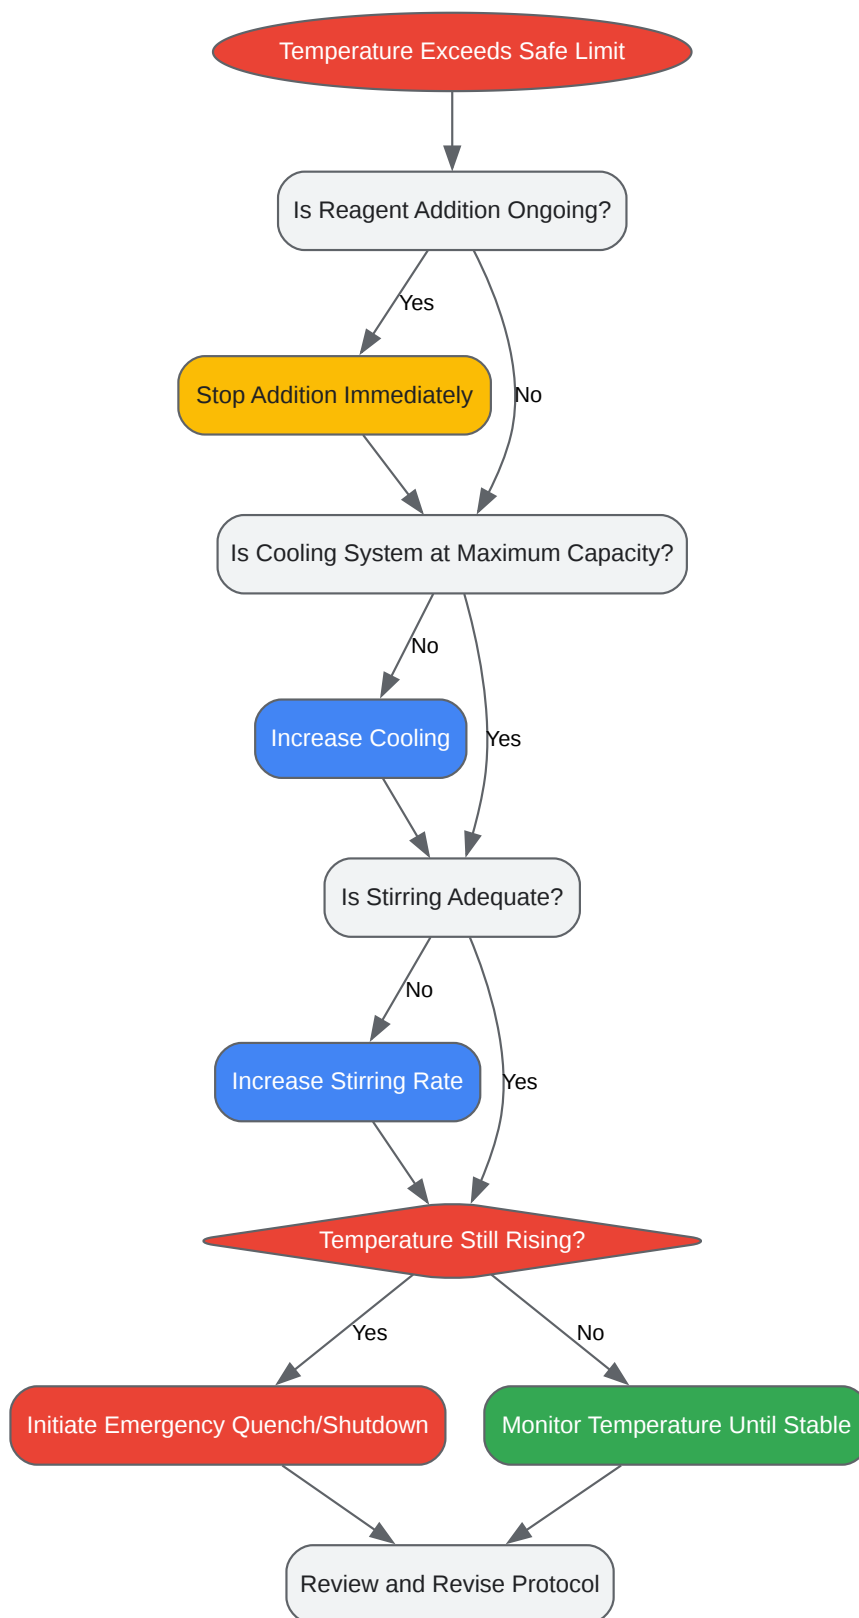 Temperature Exceeds Safe Limit
Is Reagent Addition Ongoing?
Yes
Stop Addition Immediately
No
Is Cooling System at Maximum Capacity?
No
Increase Cooling
Yes
Is Stirring Adequate?
No
Increase Stirring Rate
Yes
Temperature Still Rising?
Yes
No
Initiate Emergency Quench/Shutdown
Monitor Temperature Until Stable
Review and Revise Protocol